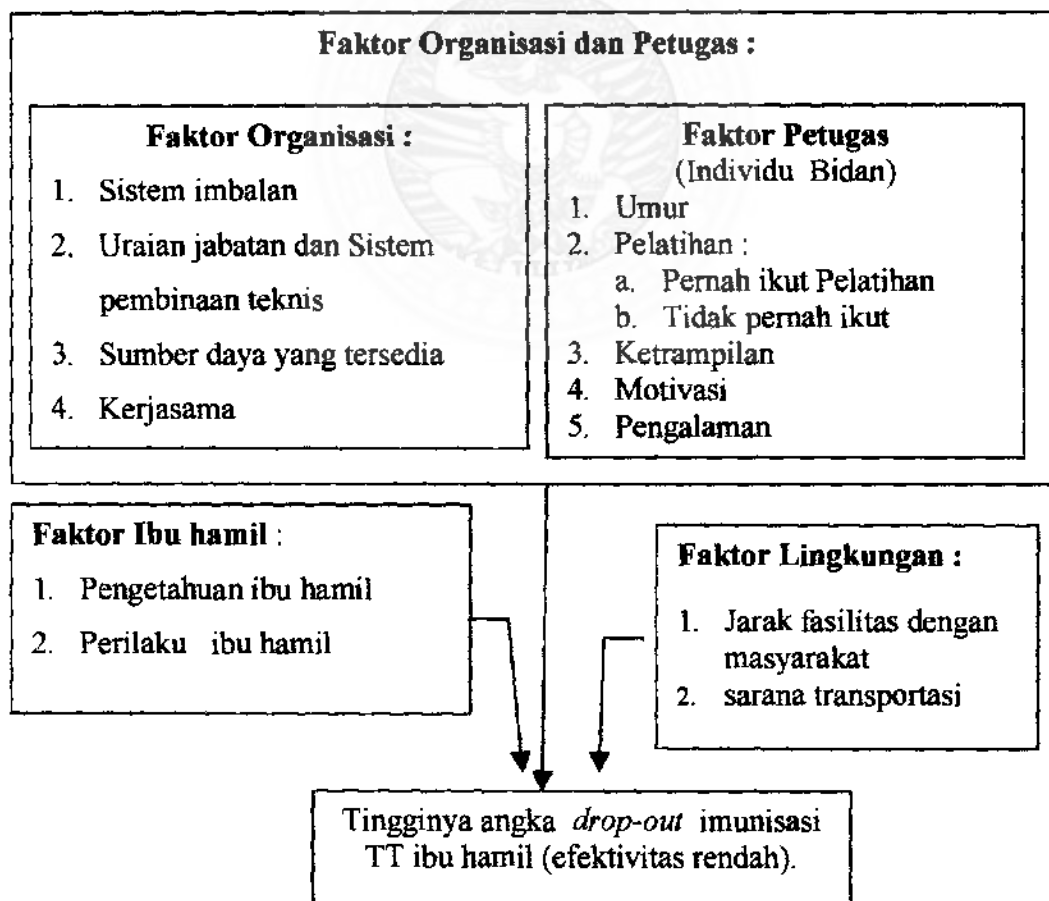 Faktor Organisasi dan Petugas :
Faktor Organisasi :
1. Sistem imbalan
2. Uraian jabatan dan Sistem
pembinaan teknis
3. Sumber daya yang tersedia
4. Kerjasama
Faktor Petugas
(Individu Bidan)
1. Umur
2. Pelatihan :
a. Pernah ikut Pelatihan
b. Tidak pernah ikut
3. Ketrampilan
4. Motivasi
5. Pengalaman
Faktor Ibu hamil :
1. Pengetahuan ibu hamil
2. Perilaku ibu hamil
Faktor Lingkungan :
1. Jarak fasilitas dengan
masyarakat
2. sarana transportasi
Tingginya angka drop-out imunisasi
TT ibu hamil (efektivitas rendah).